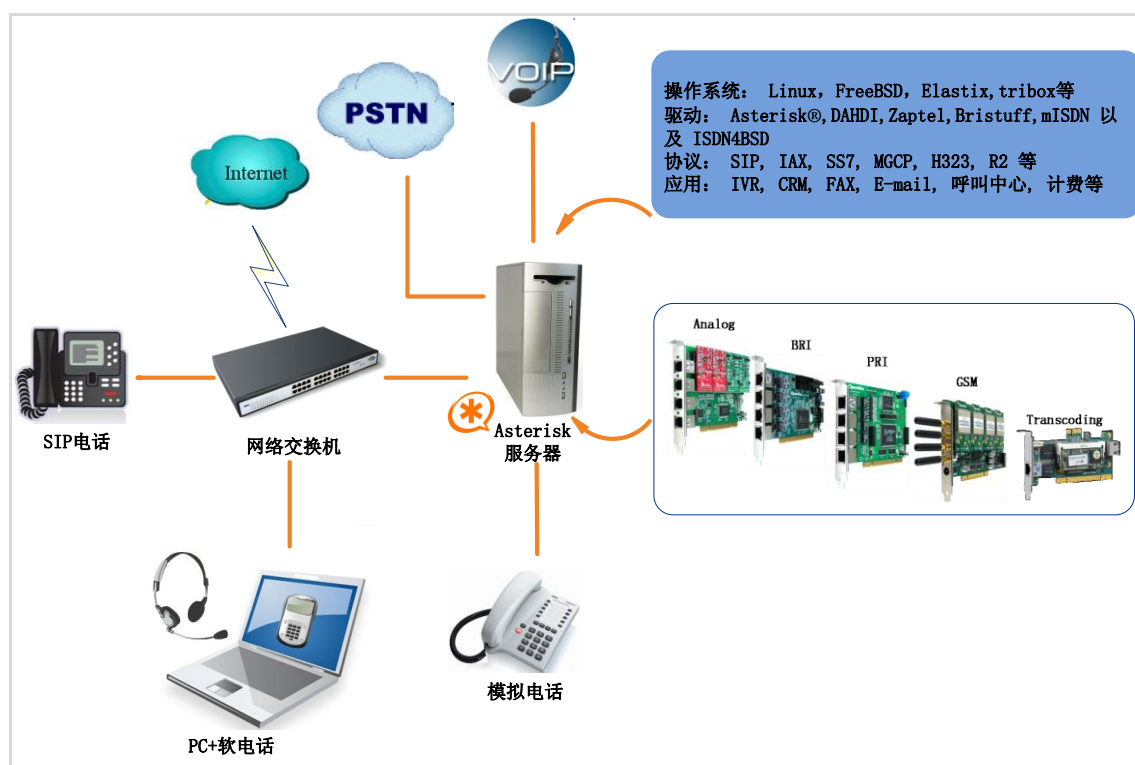 VOIP
PSTN
Internet
操作系统： Linux，FreeBSD，Elastix,tribox等
驱动： Asterisk®,DAHDI,Zaptel,Bristuff,mISDN 以
及 ISDN4BSD
协议： SIP, IAX, SS7, MGCP, H323, R2 等
应用： IVR, CRM, FAX, E-mail, 呼叫中心, 计费等
Analog
BRI
PRI
GSM
Transcoding
SIP电话
网络交换机
Asterisk
服务器
PC+软电话
模拟电话